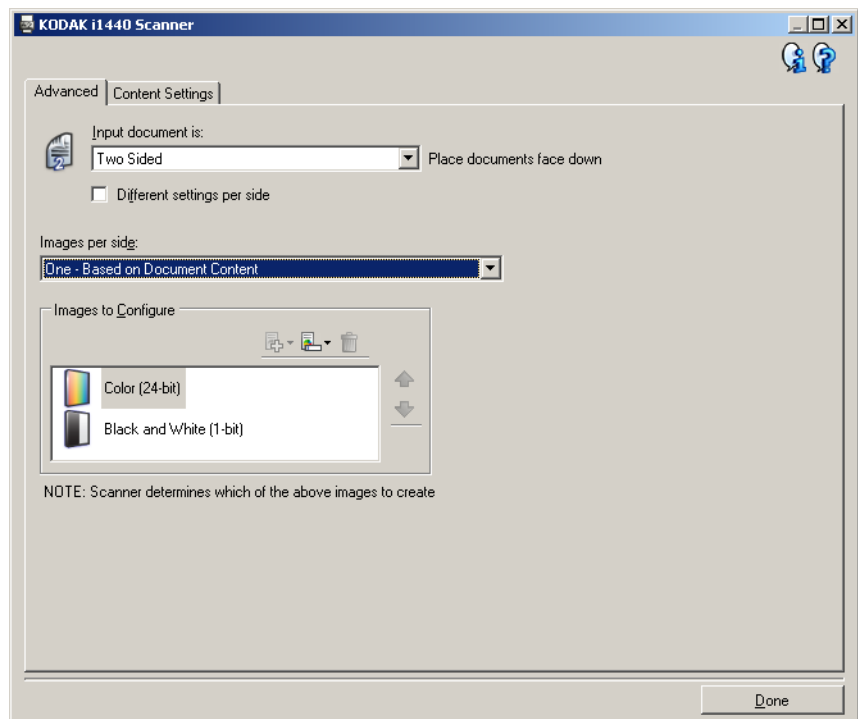 KODAK i1440 Scanner
Advanced
Content Settings
Input document is:
Two Sided
Place documents face down
Different settings per side
Images per side:
One - Based on Document Content
Images to Configure
Color (24-bit)
Black and White (1-bit)
NOTE: Scanner determines which of the above images to create
Done